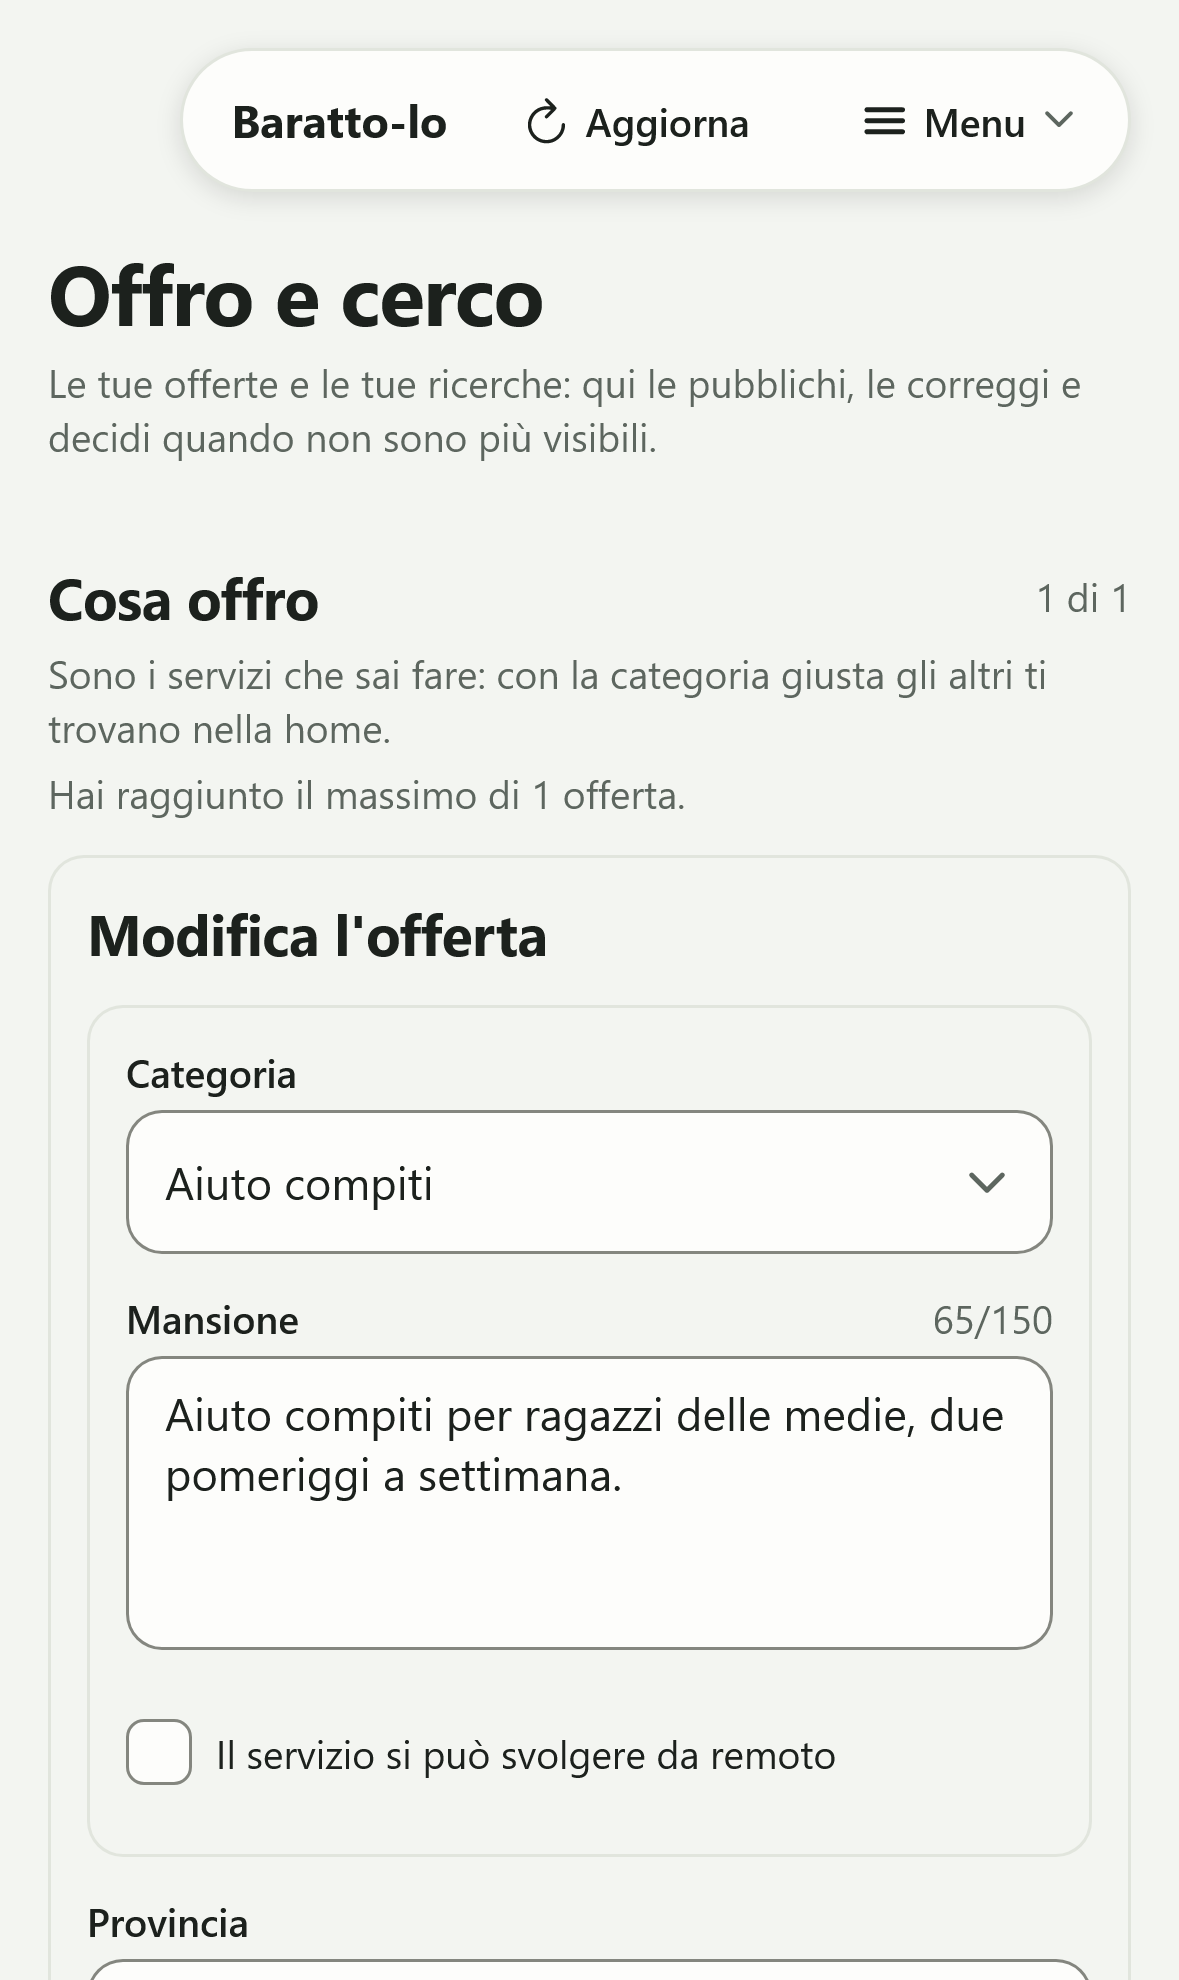 Baratto-lo Aggiorna Menu
Offro e cerco
Le tue offerte e le tue ricerche: qui le pubblichi, le correggi e
decidi quando non sono più visibili.
Cosa offro 1 di 1
Sono i servizi che sai fare: con la categoria giusta gli altri ti
trovano nella home.
Hai raggiunto il massimo di 1 offerta.
Modifica l'offerta
Categoria
Aiuto compiti
Mansione 65/150
Aiuto compiti per ragazzi delle medie, due
pomeriggi a settimana.
Il servizio si può svolgere da remoto
Provincia